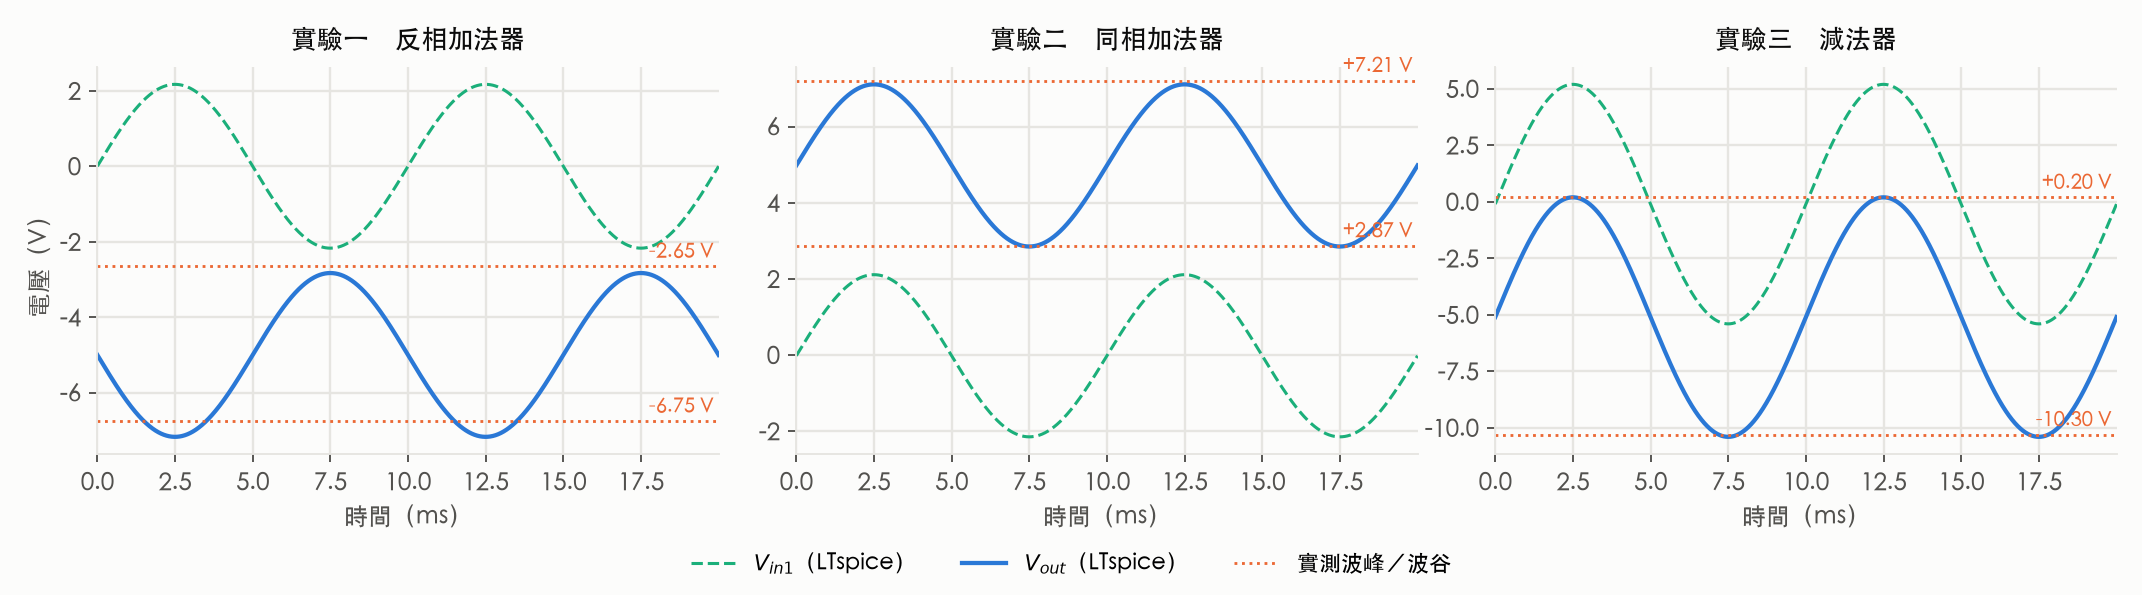 實驗一　反相加法器
2
0
-2
-4
-6
電壓 (V)
-2.65 V
-6.75 V
0.0 2.5 5.0 7.5 10.0 12.5 15.0 17.5
時間 (ms)
實驗二　同相加法器
6
4
2
0
-2
+7.21 V
+2.87 V
0.0 2.5 5.0 7.5 10.0 12.5 15.0 17.5
時間 (ms)
實驗三　減法器
5.0
2.5
0.0
-2.5
-5.0
-7.5
-10.0
+0.20 V
-10.30 V
0.0 2.5 5.0 7.5 10.0 12.5 15.0 17.5
時間 (ms)
Vin1 (LTspice)
Vout (LTspice)
實測波峰／波谷